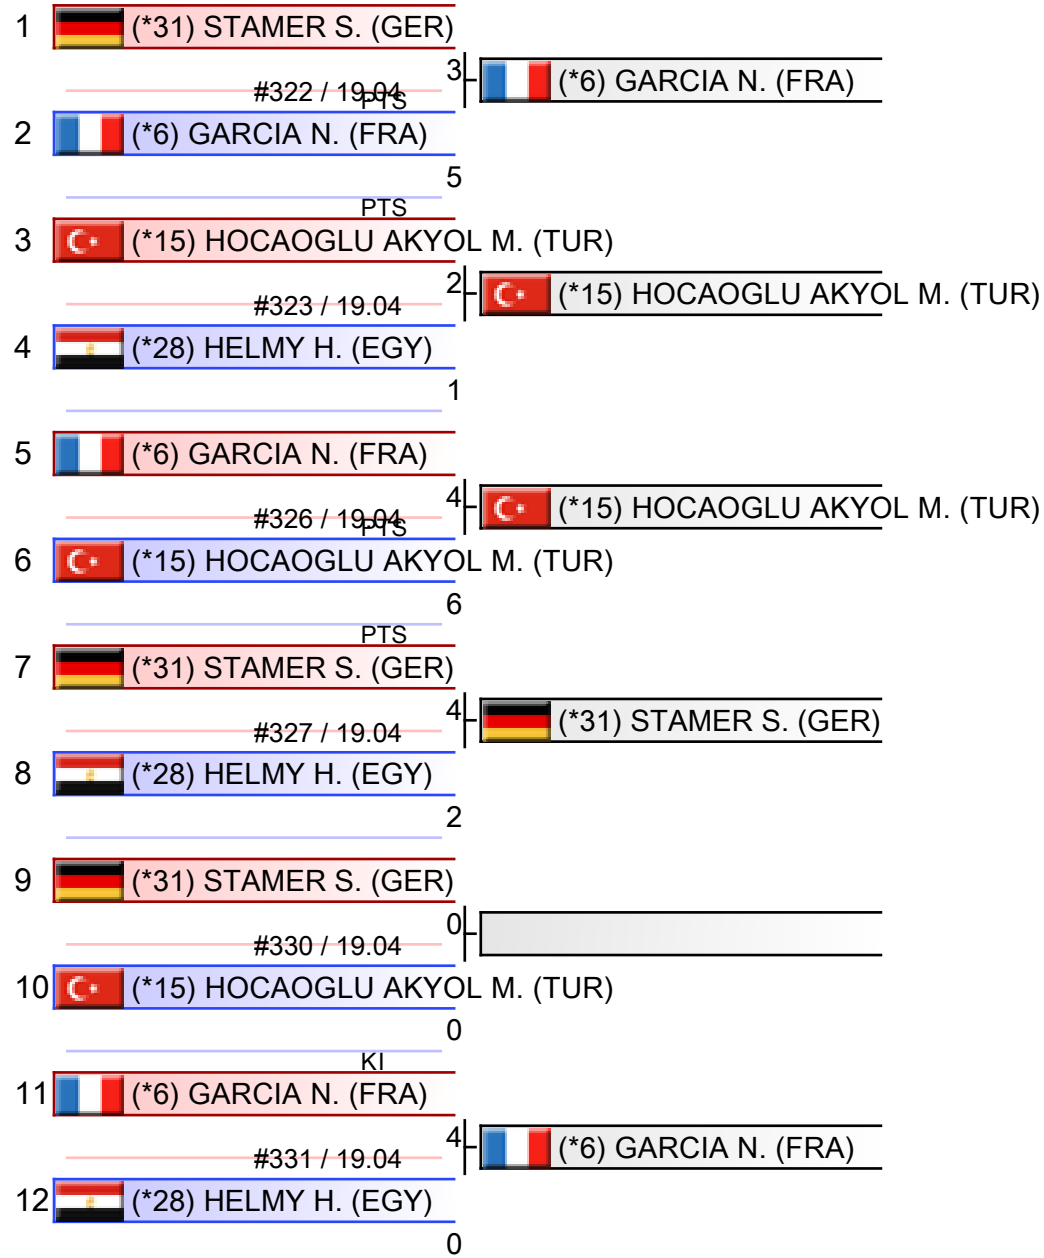 1 (*31) STAMER S. (GER)
3 (*6) GARCIA N. (FRA)
#322 / 19.04
PTS
2 (*6) GARCIA N. (FRA)
5
PTS
3 (*15) HOCAOGLU AKYOL M. (TUR)
2 (*15) HOCAOGLU AKYOL M. (TUR)
#323 / 19.04
4 (*28) HELMY H. (EGY)
1
5 (*6) GARCIA N. (FRA)
4 (*15) HOCAOGLU AKYOL M. (TUR)
#326 / 19.04
PTS
6 (*15) HOCAOGLU AKYOL M. (TUR)
6
PTS
7 (*31) STAMER S. (GER)
4 (*31) STAMER S. (GER)
#327 / 19.04
8 (*28) HELMY H. (EGY)
2
9 (*31) STAMER S. (GER)
0
#330 / 19.04
10 (*15) HOCAOGLU AKYOL M. (TUR)
0
KI
11 (*6) GARCIA N. (FRA)
4 (*6) GARCIA N. (FRA)
#331 / 19.04
12 (*28) HELMY H. (EGY)
0